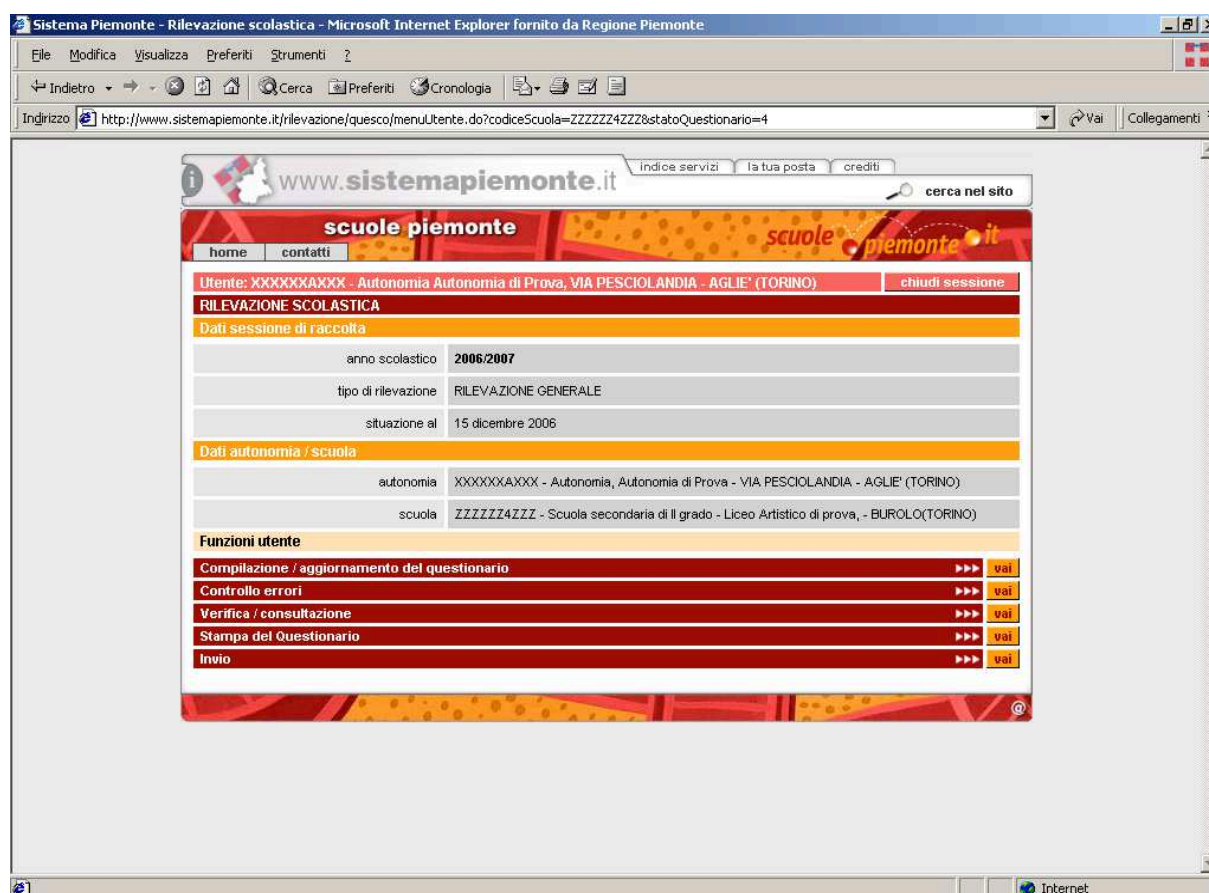 Sistema Piemonte - Rilevazione scolastica - Microsoft Internet Explorer fornito da Regione Piemonte
File Modifica Visualizza Preferiti Strumenti ?
Indietro Cerca Preferiti Cronologia
Indirizzo http://www.sistemapiemonte.it/rilevazione/quesco/menuUtente.do?codiceScuola=ZZZZZZ4ZZZ&statoQuestionario=4 Vai Collegamenti
i www.sistemapiemonte.it indice servizi la tua posta crediti
cerca nel sito
scuole piemonte scuole piemonte it
home contatti
Utente: XXXXXXAXXX - Autonomia Autonomia di Prova, VIA PESCIOLANDIA - AGLIE' (TORINO) chiudi sessione
RILEVAZIONE SCOLASTICA
Dati sessione di raccolta
anno scolastico 2006/2007
tipo di rilevazione RILEVAZIONE GENERALE
situazione al 15 dicembre 2006
Dati autonomia / scuola
autonomia XXXXXXAXXX - Autonomia, Autonomia di Prova - VIA PESCIOLANDIA - AGLIE' (TORINO)
scuola ZZZZZZ4ZZZ - Scuola secondaria di II grado - Liceo Artistico di prova, - BUROLO(TORINO)
Funzioni utente
Compilazione / aggiornamento del questionario vai
Controllo errori vai
Verifica / consultazione vai
Stampa del Questionario vai
Invio vai
@
Internet